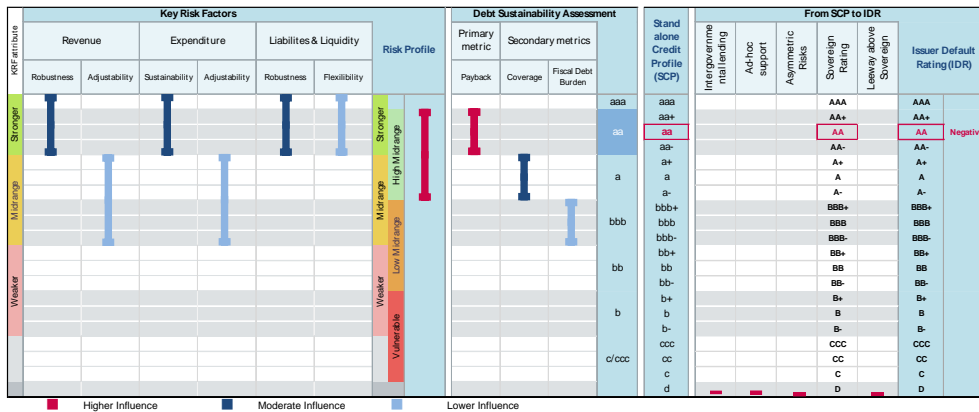 Key Risk Factors
Debt Sustainability Assessment
From SCP to IDR
KRF attribute
Revenue
Expenditure
Liabilites & Liquidity
Risk Profile
Primary metric
Secondary metrics
Stand alone Credit Profile (SCP)
Intergovernme ntal lending
Ad-hoc support
Asymmetric Risks
Sovereign Rating
Leeway above Sovereign
Issuer Default Rating (IDR)
Robustness
Adjustability
Sustainability
Adjustability
Robustness
Flexibility
Payback
Coverage
Fiscal Debt Burden
Stronger
Midrange
Weaker
Stronger
Midrange
Weaker
High Midrange
Low Midrange
Vulnerable
aaa
aa
a
bbb
bb
b
c/ccc
aaa
aa+
aa
aa-
a+
a
a-
bbb+
bbb
bbb-
bb+
bb
bb-
b+
b
b-
ccc
cc
c
d
AAA
AA+
AA
AA-
A+
A
A-
BBB+
BBB
BBB-
BB+
BB
BB-
B+
B
B-
CCC
CC
C
D
AAA
AA+
AA
Negativ
AA-
A+
A
A-
BBB+
BBB
BBB-
BB+
BB
BB-
B+
B
B-
CCC
CC
C
D
Higher Influence
Moderate Influence
Lower Influence